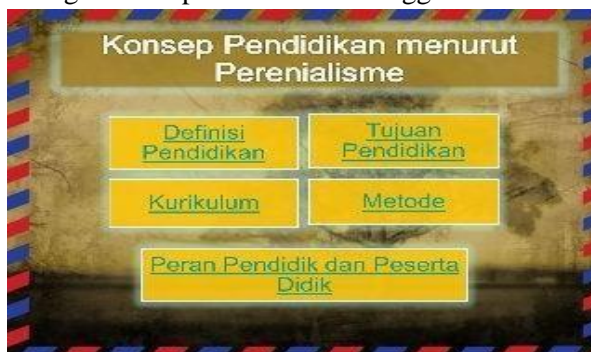 Konsep Pendidikan menurut
Perenialisme
Definisi
Pendidikan
Tujuan
Pendidikan
Kurikulum
Metode
Peran Pendidik dan Peserta
Didik